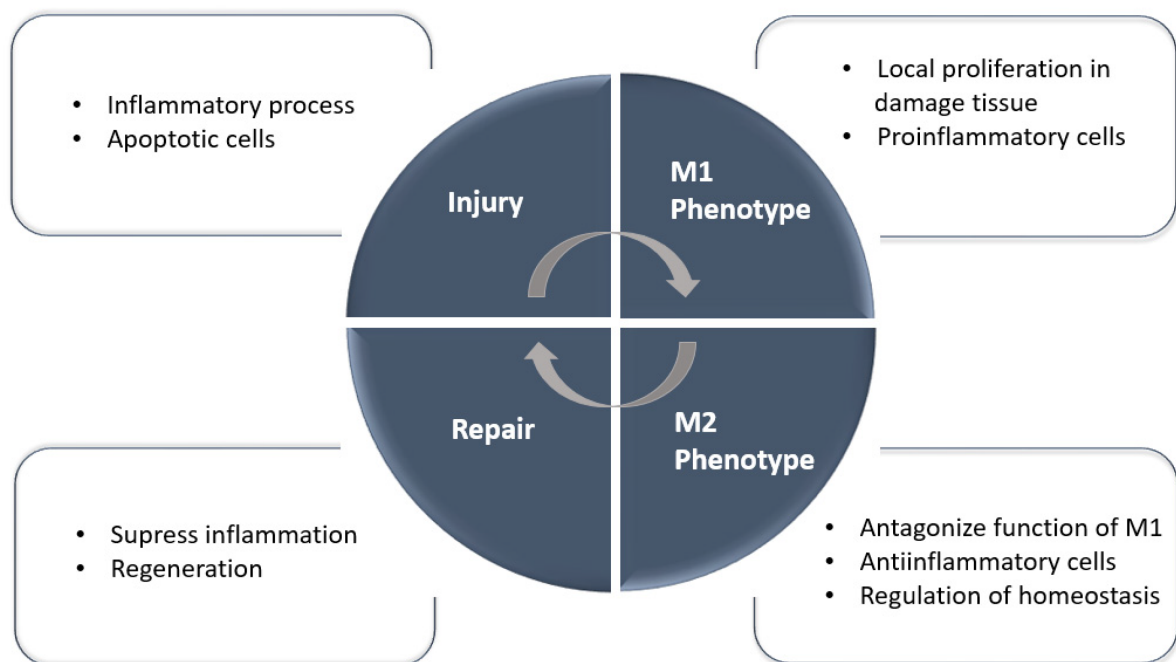 • Inflammatory process
• Apoptotic cells
• Local proliferation in
damage tissue
• Proinflammatory cells
Injury
M1
Phenotype
Repair
M2
Phenotype
• Supress inflammation
• Regeneration
• Antagonize function of M1
• Antiinflammatory cells
• Regulation of homeostasis